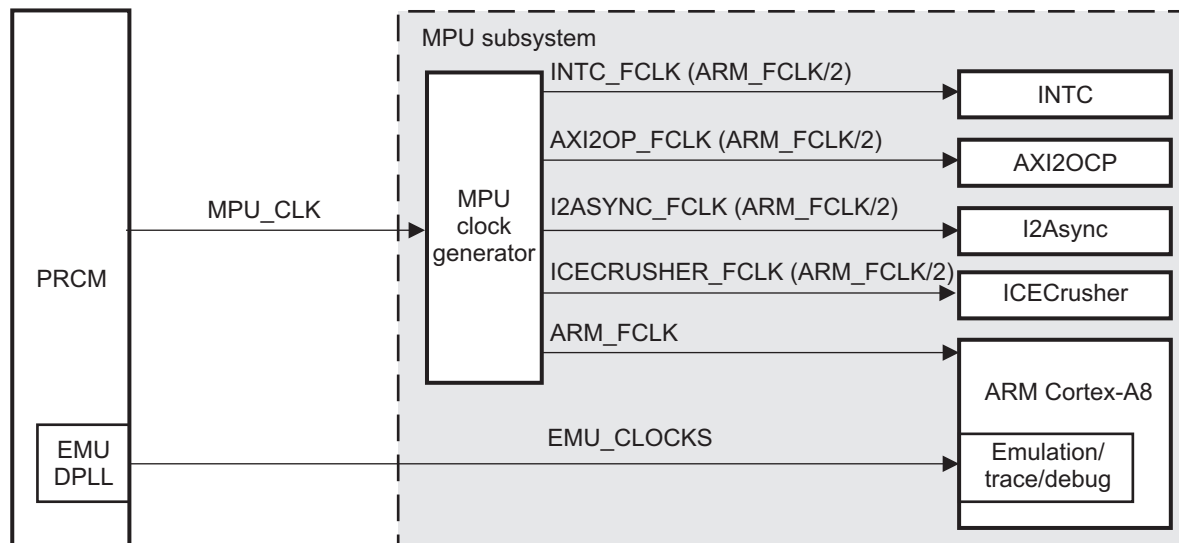 MPU subsystem
INTC_FCLK (ARM_FCLK/2)
INTC
AXI2OP_FCLK (ARM_FCLK/2)
AXI2OCP
MPU_CLK
MPU
clock
generator
I2ASYNC_FCLK (ARM_FCLK/2)
I2Async
PRCM
ICECRUSHER_FCLK (ARM_FCLK/2)
ICECrusher
ARM_FCLK
ARM Cortex-A8
EMU
DPLL
EMU_CLOCKS
Emulation/
trace/debug